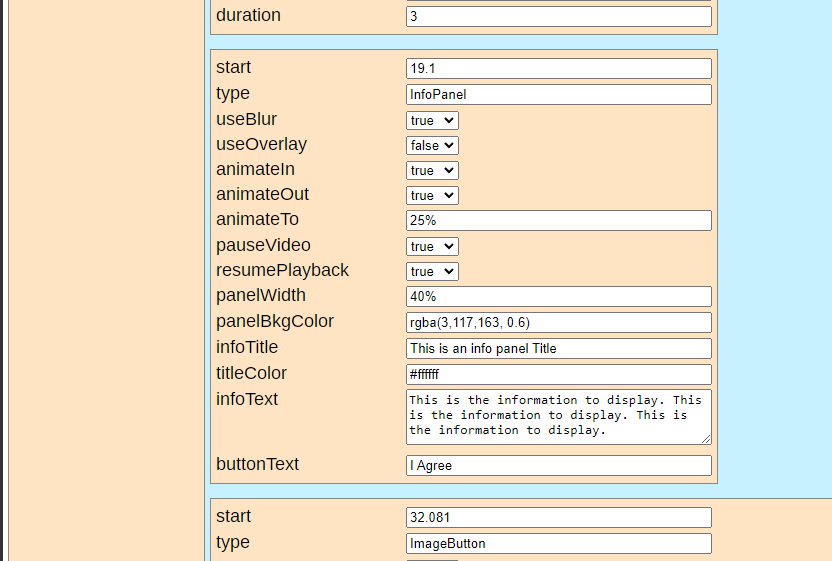 duration 3
start 19.1
type InfoPanel
useBlur true
useOverlay false
animateIn true
animateOut true
animateTo 25%
pauseVideo true
resumePlayback true
panelWidth 40%
panelBkgColor rgba(3,117,163, 0.6)
infoTitle This is an info panel Title
titleColor #ffffff
infoText This is the information to display. This
is the information to display. This is
the information to display.
buttonText I Agree
start 32.081
type ImageButton